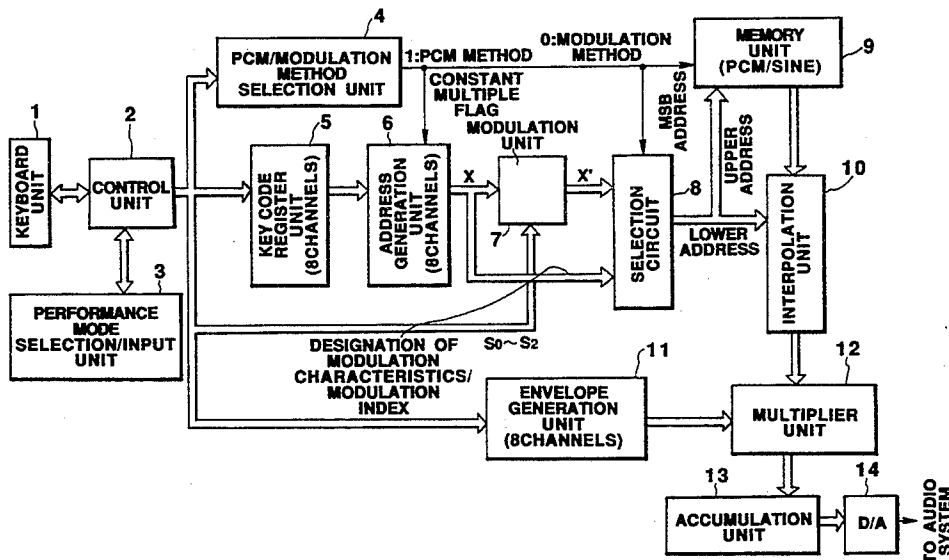 4
PCM/MODULATION
METHOD
SELECTION UNIT
1:PCM METHOD
0:MODULATION
METHOD
CONSTANT
MULTIPLE
FLAG
MEMORY
UNIT
(PCM/SINE)
9
1
KEYBOARD
UNIT
2
CONTROL
UNIT
5
KEY CODE
REGISTER
UNIT
(8CHANNELS)
6
ADDRESS
GENERATION
UNIT
(8CHANNELS)
MODULATION
UNIT
X
X'
7
SELECTION
CIRCUIT
8
MSB
ADDRESS
UPPER
ADDRESS
LOWER
ADDRESS
10
INTERPOLATION
UNIT
3
PERFORMANCE
MODE
SELECTION/INPUT
UNIT
DESIGNATION OF
MODULATION
CHARACTERISTICS/
MODULATION
INDEX
S0~S2
11
ENVELOPE
GENERATION
UNIT
(8CHANNELS)
12
MULTIPLIER
UNIT
13
ACCUMULATION
UNIT
14
D/A
TO AUDIO
SYSTEM